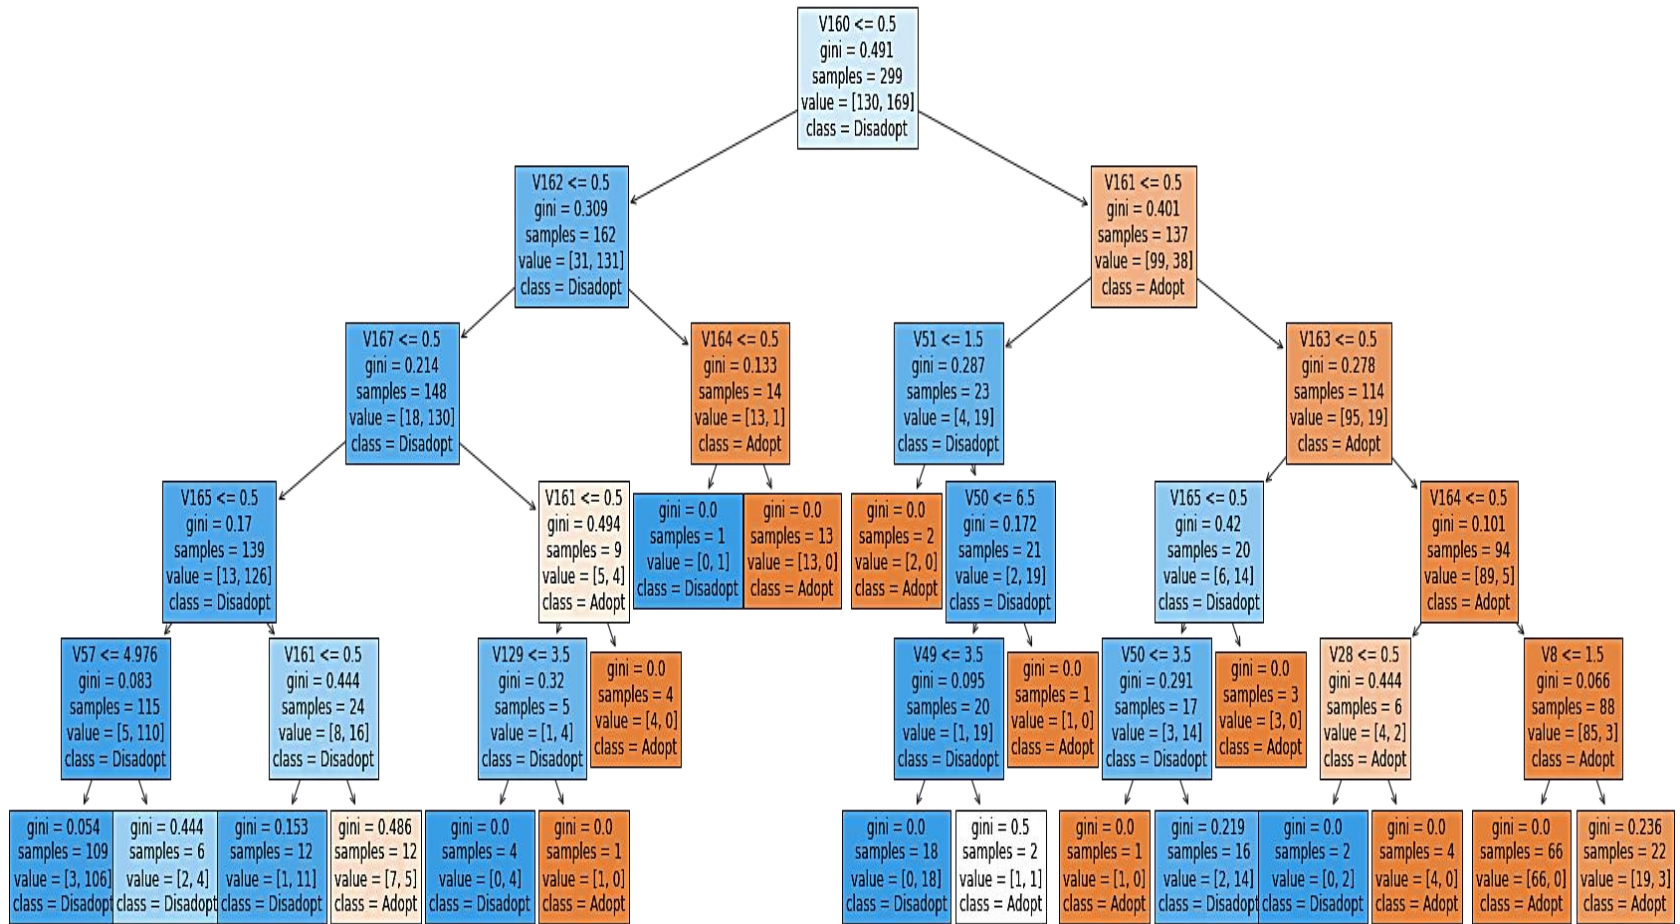 V160 <= 0.5
gini = 0.491
samples = 299
value = [130, 169]
class = Disadopt
V162 <= 0.5
gini = 0.309
samples = 162
value = [31, 131]
class = Disadopt
V161 <= 0.5
gini = 0.401
samples = 137
value = [99, 38]
class = Adopt
V167 <= 0.5
gini = 0.214
samples = 148
value = [18, 130]
class = Disadopt
V164 <= 0.5
gini = 0.133
samples = 14
value = [13, 1]
class = Adopt
V51 <= 1.5
gini = 0.287
samples = 23
value = [4, 19]
class = Disadopt
V163 <= 0.5
gini = 0.278
samples = 114
value = [95, 19]
class = Adopt
V165 <= 0.5
gini = 0.17
samples = 139
value = [13, 126]
class = Disadopt
V161 <= 0.5
gini = 0.494
samples = 9
value = [5, 4]
class = Adopt
gini = 0.0
samples = 1
value = [0, 1]
class = Disadopt
gini = 0.0
samples = 13
value = [13, 0]
class = Adopt
gini = 0.0
samples = 2
value = [2, 0]
class = Adopt
V50 <= 6.5
gini = 0.172
samples = 21
value = [2, 19]
class = Disadopt
V165 <= 0.5
gini = 0.42
samples = 20
value = [6, 14]
class = Disadopt
V164 <= 0.5
gini = 0.101
samples = 94
value = [89, 5]
class = Adopt
V57 <= 4.976
gini = 0.083
samples = 115
value = [5, 110]
class = Disadopt
V161 <= 0.5
gini = 0.444
samples = 24
value = [8, 16]
class = Disadopt
V129 <= 3.5
gini = 0.32
samples = 5
value = [1, 4]
class = Disadopt
gini = 0.0
samples = 4
value = [4, 0]
class = Adopt
V49 <= 3.5
gini = 0.095
samples = 20
value = [1, 19]
class = Disadopt
gini = 0.0
samples = 1
value = [1, 0]
class = Adopt
V50 <= 3.5
gini = 0.291
samples = 17
value = [3, 14]
class = Disadopt
gini = 0.0
samples = 3
value = [3, 0]
class = Adopt
V28 <= 0.5
gini = 0.444
samples = 6
value = [4, 2]
class = Adopt
V8 <= 1.5
gini = 0.066
samples = 88
value = [85, 3]
class = Adopt
gini = 0.054
samples = 109
value = [3, 106]
class = Disadopt
gini = 0.444
samples = 6
value = [2, 4]
class = Disadopt
gini = 0.153
samples = 12
value = [1, 11]
class = Disadopt
gini = 0.486
samples = 12
value = [7, 5]
class = Adopt
gini = 0.0
samples = 4
value = [0, 4]
class = Disadopt
gini = 0.0
samples = 1
value = [1, 0]
class = Adopt
gini = 0.0
samples = 18
value = [0, 18]
class = Disadopt
gini = 0.5
samples = 2
value = [1, 1]
class = Adopt
gini = 0.0
samples = 1
value = [1, 0]
class = Adopt
gini = 0.219
samples = 16
value = [2, 14]
class = Disadopt
gini = 0.0
samples = 2
value = [0, 2]
class = Disadopt
gini = 0.0
samples = 4
value = [4, 0]
class = Adopt
gini = 0.0
samples = 66
value = [66, 0]
class = Adopt
gini = 0.236
samples = 22
value = [19, 3]
class = Adopt